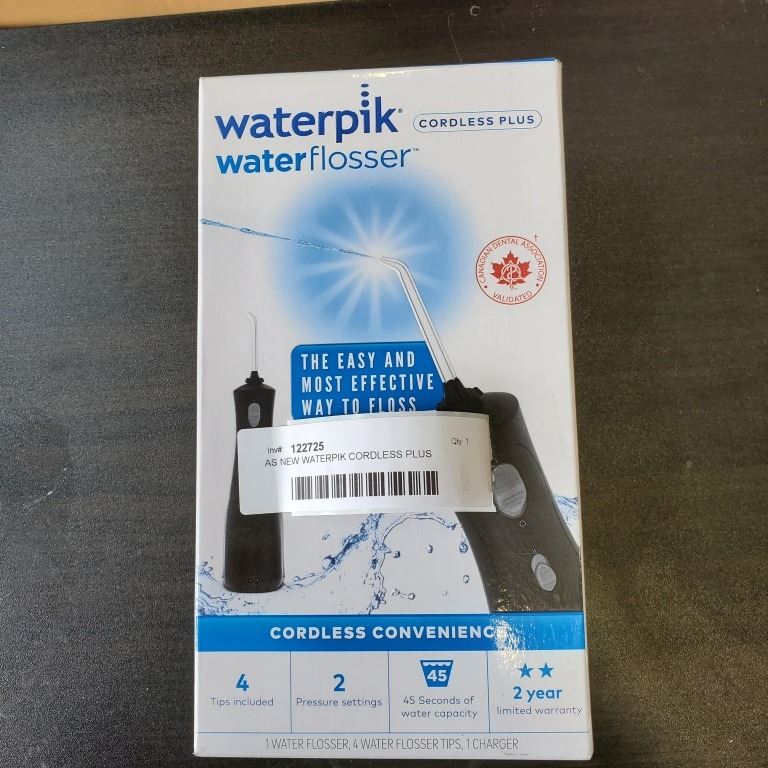 waterpik® CORDLESS PLUS
waterflosser™
CANADIAN DENTAL ASSOCIATION †
VALIDATED
THE EASY AND
MOST EFFECTIVE
WAY TO FLOSS
Inv#: 122725 Qty 1
AS NEW WATERPIK CORDLESS PLUS
CORDLESS CONVENIENCE
4
Tips included
2
Pressure settings
45
45 Seconds of
water capacity
2 year
limited warranty
1 WATER FLOSSER, 4 WATER FLOSSER TIPS, 1 CHARGER